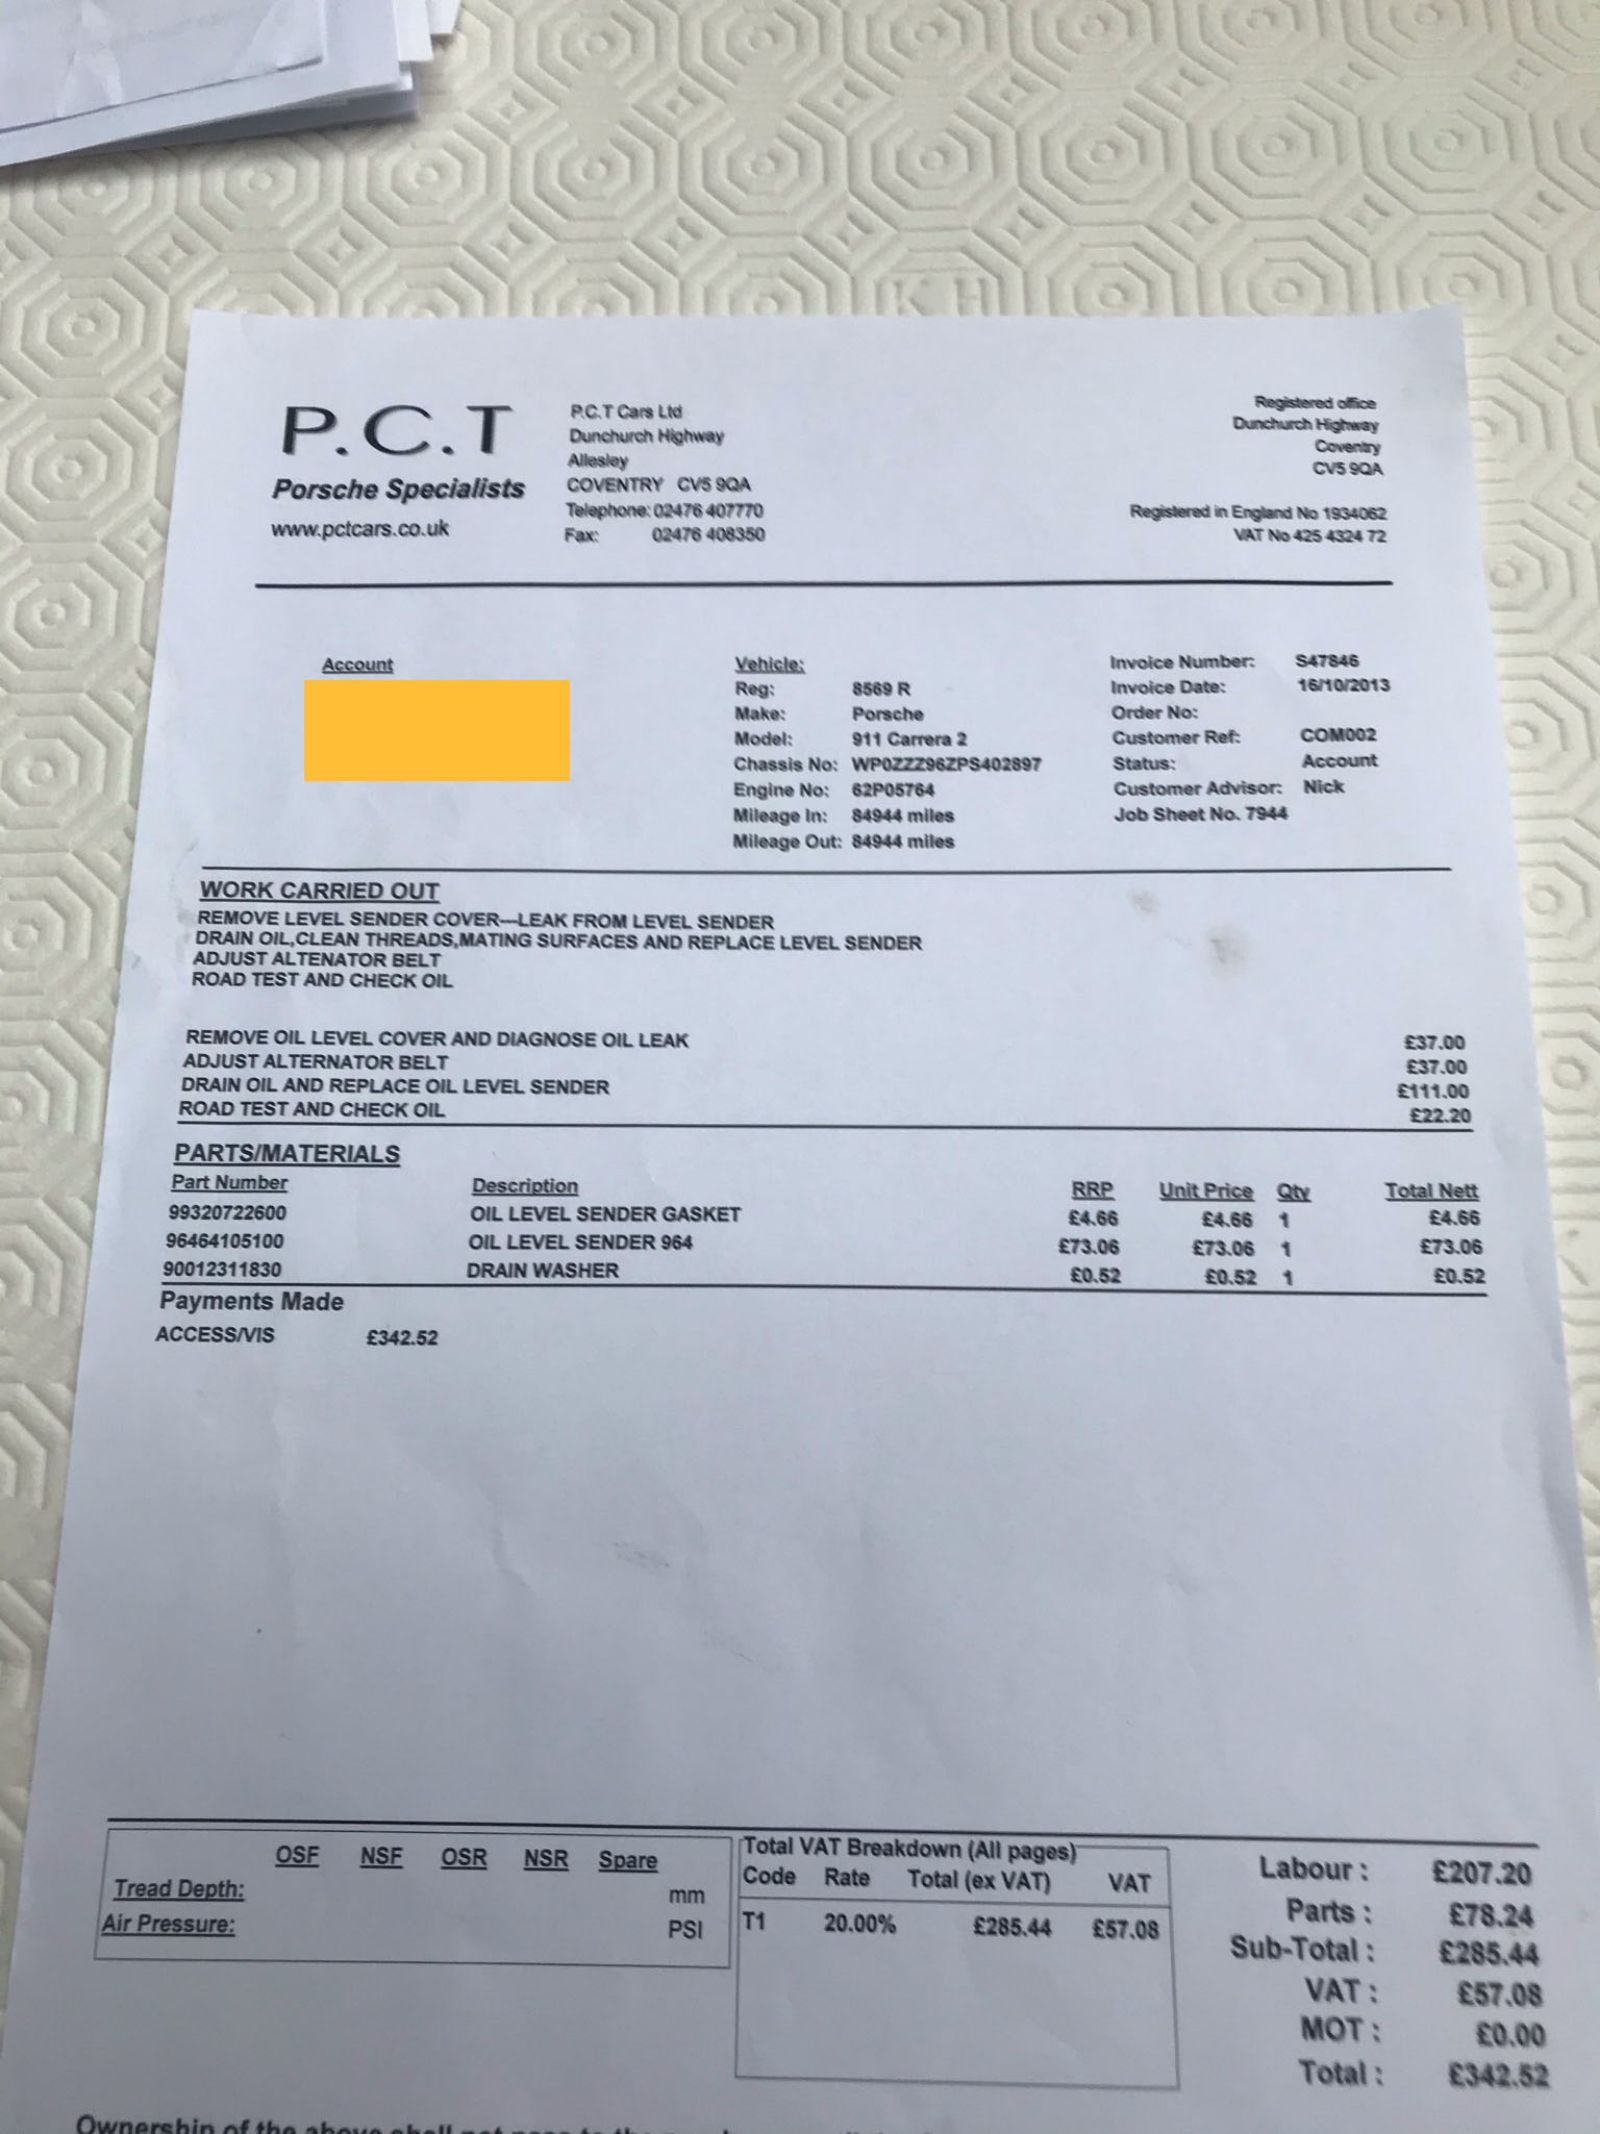 KH
P.C.T
Porsche Specialists
www.pctcars.co.uk
P.C.T Cars Ltd
Dunchurch Highway
Allesley
COVENTRY CV5 9QA
Telephone: 02476 407770
Fax: 02476 408350
Registered office
Dunchurch Highway
Coventry
CV5 9QA
Registered in England No 1934062
VAT No 425 4324 72
Account
Vehicle:
Reg: 8569 R
Make: Porsche
Model: 911 Carrera 2
Chassis No: WP0ZZZ96ZPS402897
Engine No: 62P05764
Mileage In: 84944 miles
Mileage Out: 84944 miles
Invoice Number: S47846
Invoice Date: 16/10/2013
Order No:
Customer Ref: COM002
Status: Account
Customer Advisor: Nick
Job Sheet No. 7944
WORK CARRIED OUT
REMOVE LEVEL SENDER COVER---LEAK FROM LEVEL SENDER
DRAIN OIL,CLEAN THREADS,MATING SURFACES AND REPLACE LEVEL SENDER
ADJUST ALTENATOR BELT
ROAD TEST AND CHECK OIL
REMOVE OIL LEVEL COVER AND DIAGNOSE OIL LEAK £37.00
ADJUST ALTERNATOR BELT £37.00
DRAIN OIL AND REPLACE OIL LEVEL SENDER £111.00
ROAD TEST AND CHECK OIL £22.20
PARTS/MATERIALS
Part Number Description RRP Unit Price Qty Total Nett
99320722600 OIL LEVEL SENDER GASKET £4.66 £4.66 1 £4.66
96464105100 OIL LEVEL SENDER 964 £73.06 £73.06 1 £73.06
90012311830 DRAIN WASHER £0.52 £0.52 1 £0.52
Payments Made
ACCESS/VIS £342.52
OSF NSF OSR NSR Spare
Tread Depth: mm
Air Pressure: PSI
Total VAT Breakdown (All pages)
Code Rate Total (ex VAT) VAT
T1 20.00% £285.44 £57.08
Labour : £207.20
Parts : £78.24
Sub-Total : £285.44
VAT : £57.08
MOT : £0.00
Total : £342.52
Ownership of the above shall not pass to the